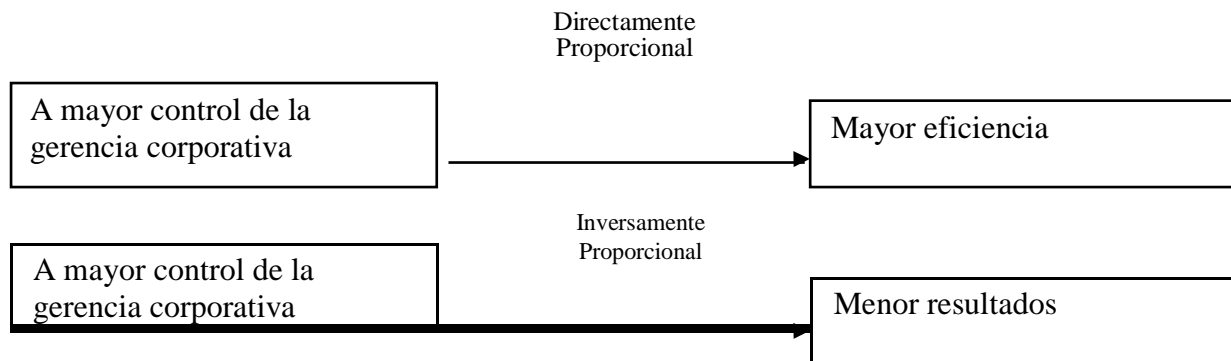 Directamente
Proporcional
A mayor control de la
gerencia corporativa
Mayor eficiencia
Inversamente
Proporcional
A mayor control de la
gerencia corporativa
Menor resultados